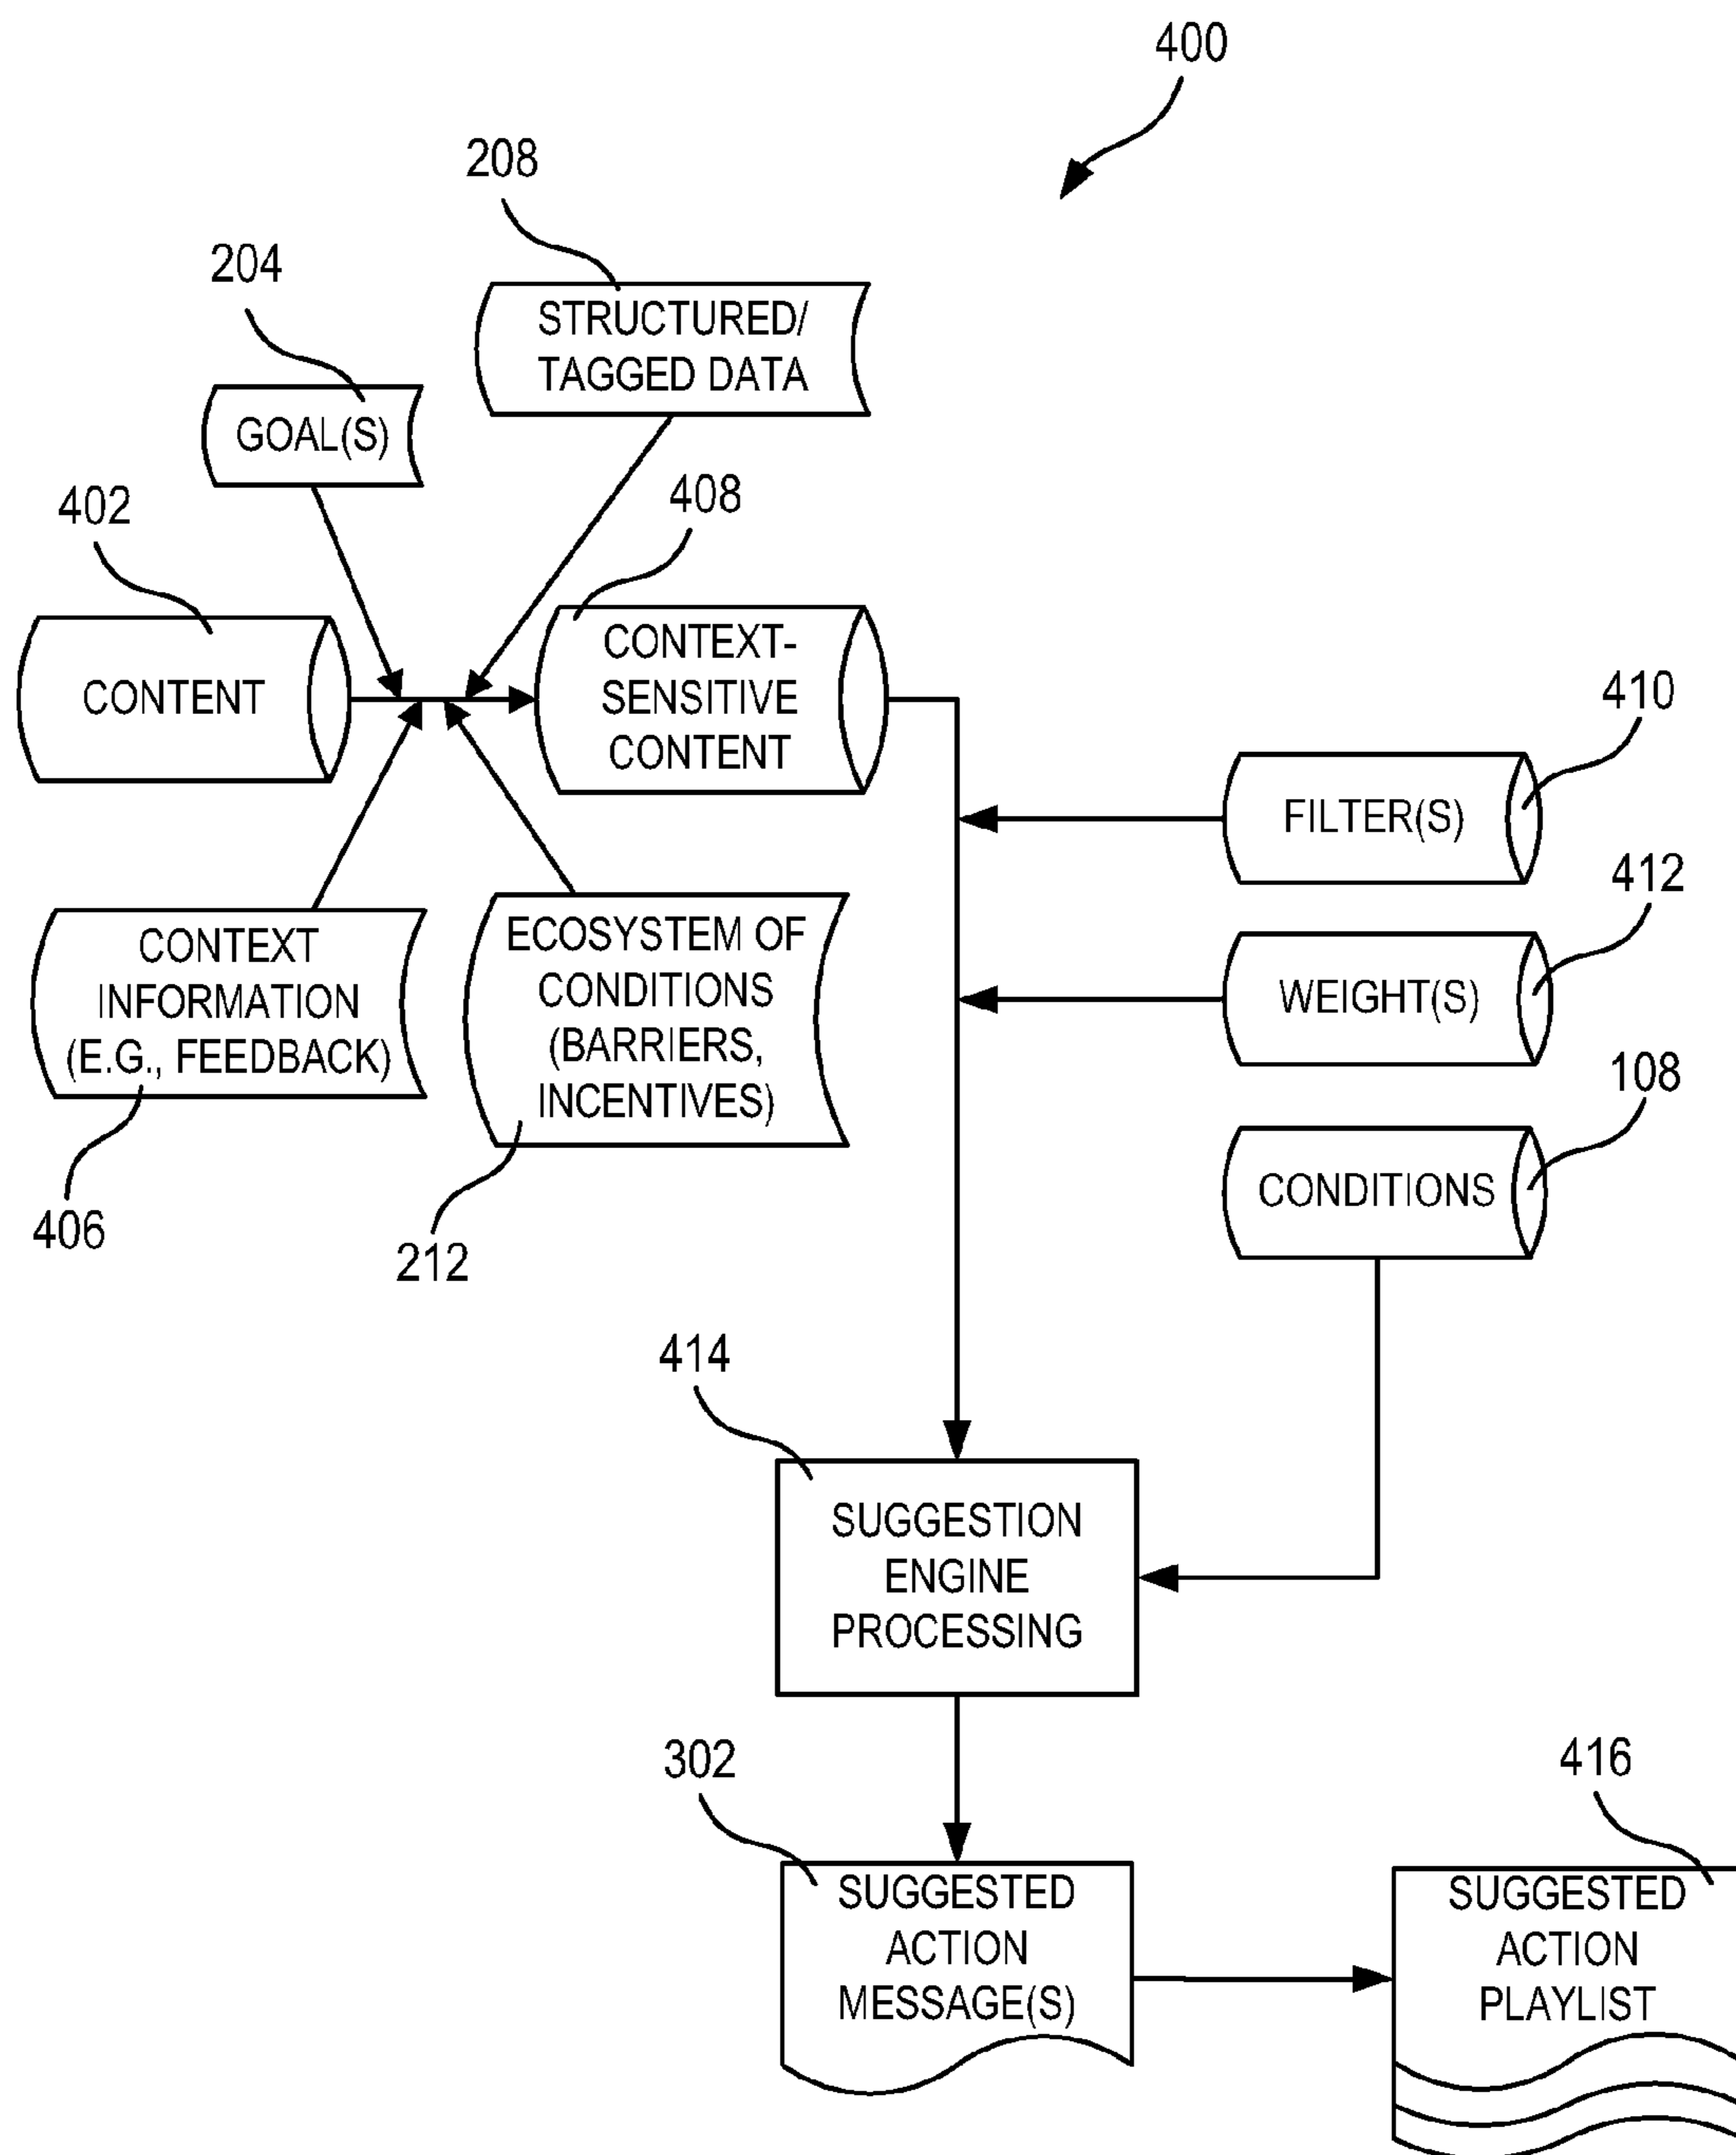 400
208
STRUCTURED/
TAGGED DATA
204
GOAL(S)
402
CONTENT
408
CONTEXT-
SENSITIVE
CONTENT
410
FILTER(S)
412
WEIGHT(S)
108
CONDITIONS
CONTEXT
INFORMATION
(E.G., FEEDBACK)
406
ECOSYSTEM OF
CONDITIONS
(BARRIERS,
INCENTIVES)
212
414
SUGGESTION
ENGINE
PROCESSING
302
SUGGESTED
ACTION
MESSAGE(S)
416
SUGGESTED
ACTION
PLAYLIST